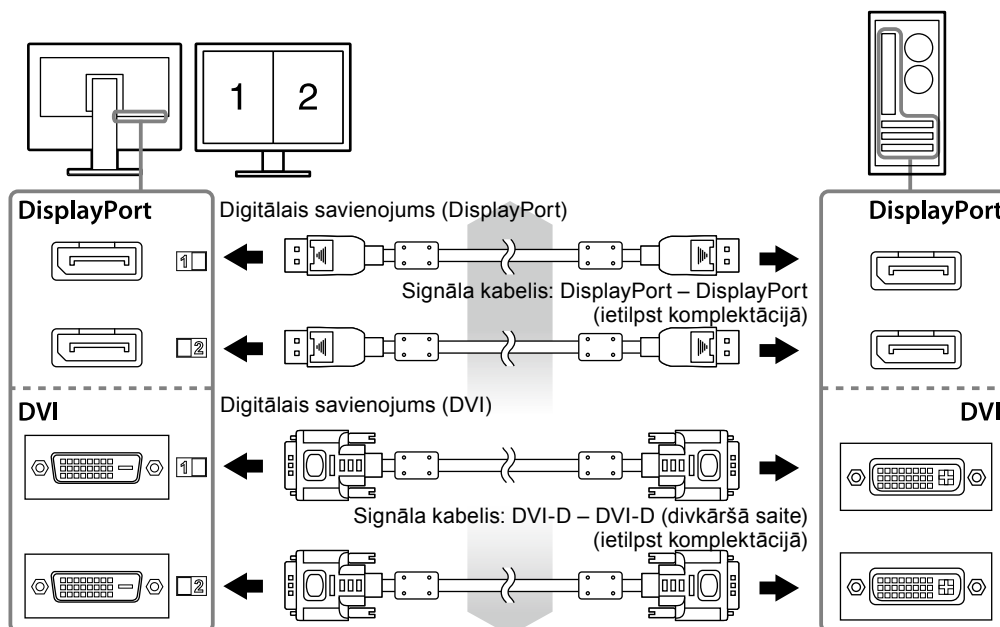 1 2
DisplayPort
Digitālais savienojums (DisplayPort)
DisplayPort
1
Signāla kabelis: DisplayPort – DisplayPort
(ietilpst komplektācijā)
2
DVI
Digitālais savienojums (DVI)
DVI
1
Signāla kabelis: DVI-D – DVI-D (divkāršā saite)
(ietilpst komplektācijā)
2